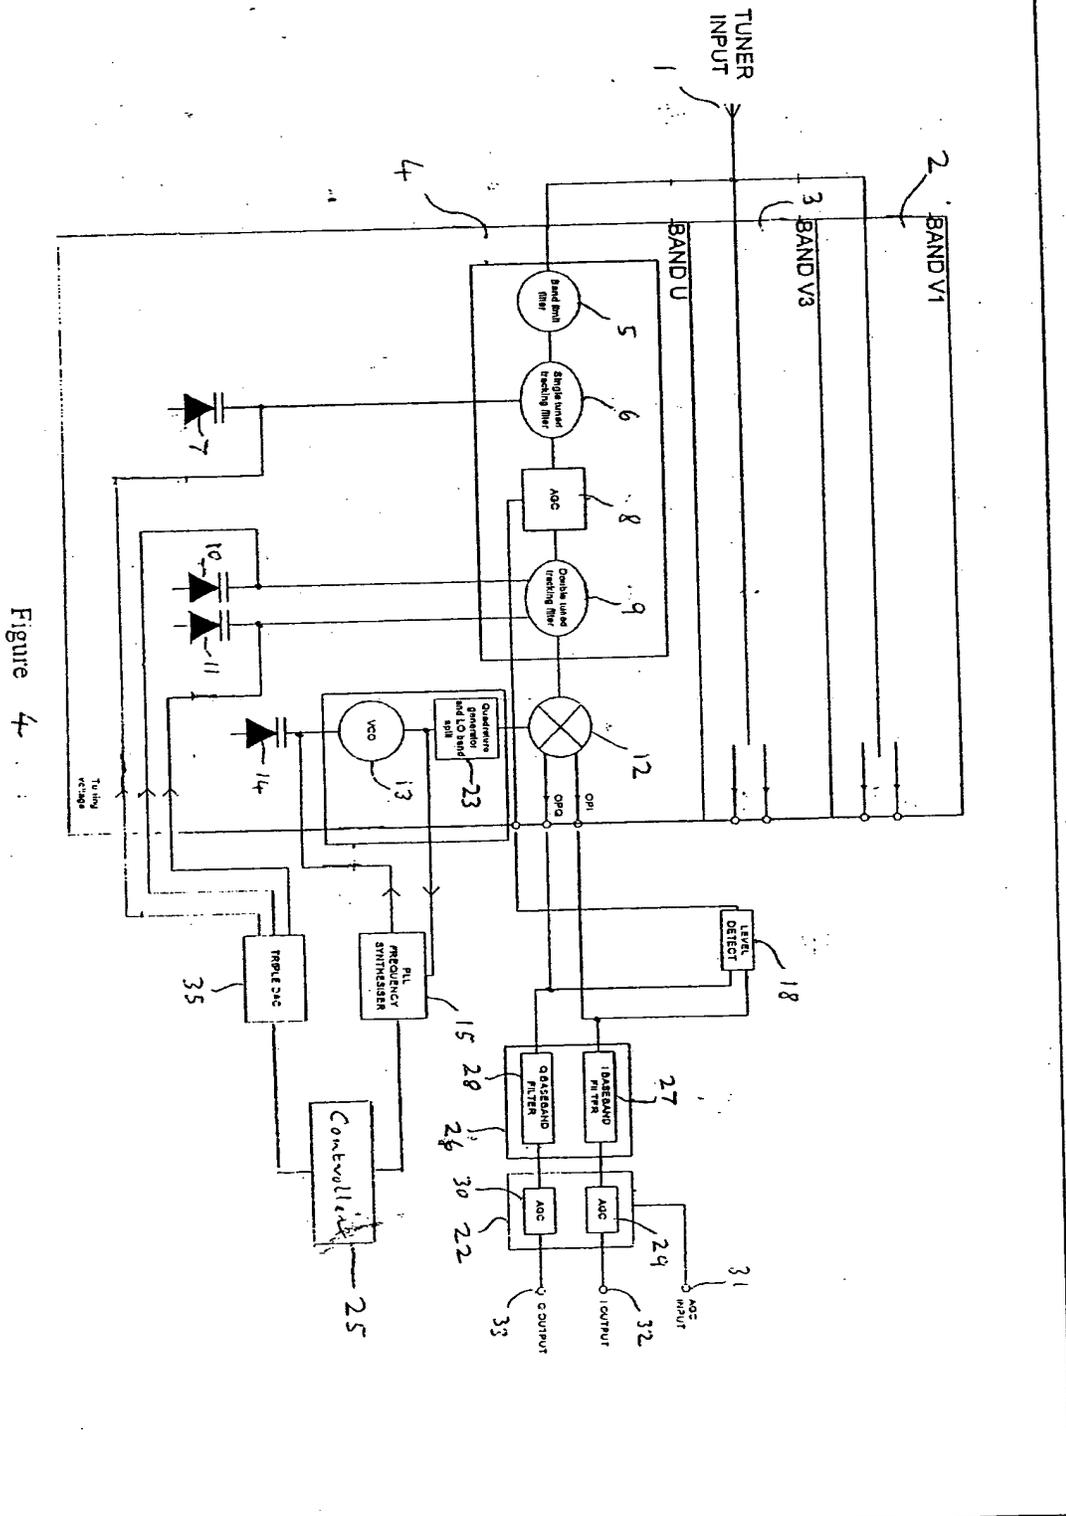 TUNER
INPUT
1
2
BAND V1
3
BAND V3
BAND U
4
Band limit
filter
5
Single tuned
tracking filter
6
7
AGC
8
Double tuned
tracking filter
9
10
11
12
OPI
OPQ
Quadrature
generator
and LO band
split
23
VCO
13
14
Tuning
voltage
LEVEL
DETECT
18
PLL
FREQUENCY
SYNTHESISER
15
TRIPLE DAC
35
I BASEBAND
FILTER
27
Q BASEBAND
FILTER
28
26
AGC
29
AGC
30
22
31
AGC
INPUT
32
I OUTPUT
33
Q OUTPUT
Controller
25
Figure 4